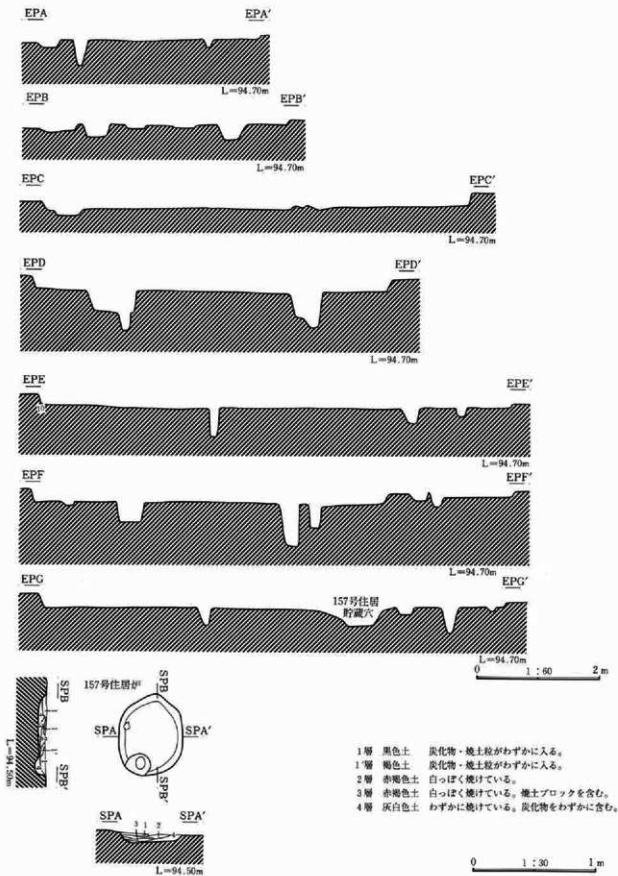 EPA EPA′
L=94.70m
EPB EPB′
L=94.70m
EPC EPC′
L=94.70m
EPD EPD′
L=94.70m
EPE EPE′
L=94.70m
EPF EPF′
L=94.70m
EPG EPG′
157号住居
貯蔵穴
L=94.70m
0 1:60 2m
157号住居炉
SPB
SPB′
L=94.50m
SPB
SPA SPA′
SPB′
SPA SPA′
3 1 2
L=94.50m
1層 黒色土 炭化物・焼土粒がわずかに入る。
1′層 褐色土 炭化物・焼土粒がわずかに入る。
2層 赤褐色土 白っぽく焼けている。
3層 赤褐色土 白っぽく焼けている。焼土ブロックを含む。
4層 灰白色土 わずかに焼けている。炭化物をわずかに含む。
0 1:30 1m